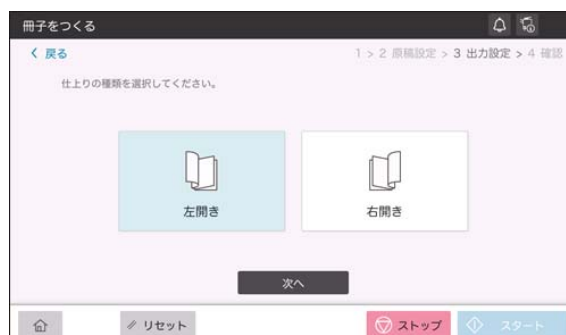 冊子をつくる
戻る
1 > 2 原稿設定 > 3 出力設定 > 4 確認
仕上りの種類を選択してください。
左開き
右開き
次へ
リセット
ストップ
スタート